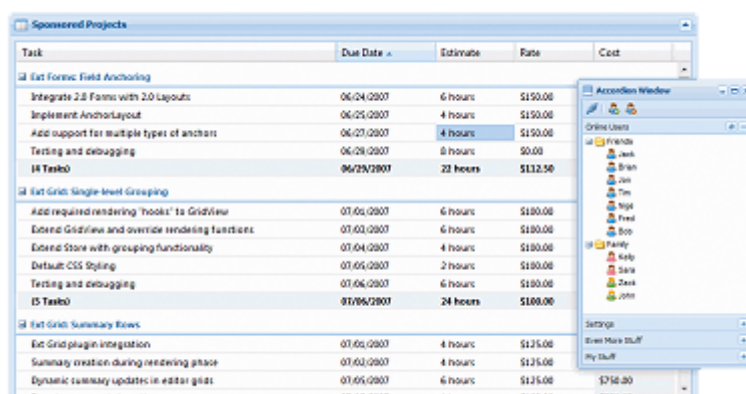 Sponsored Projects
Task Due Date Estimate Rate Cost
Ext Forms: Field Anchoring
Integrate 2.0 Forms with 2.0 Layouts 06/24/2007 6 hours $150.00
Implement AnchorLayout 06/25/2007 4 hours $150.00
Add support for multiple types of anchors 06/27/2007 4 hours $150.00
Testing and debugging 06/29/2007 8 hours $0.00
(4 Tasks) 06/29/2007 22 hours $112.50
Ext Grid: Single-level Grouping
Add required rendering "hooks" to GridView 07/01/2007 6 hours $100.00
Extend GridView and override rendering functions 07/03/2007 6 hours $100.00
Extend Store with grouping functionality 07/04/2007 4 hours $100.00
Default CSS Styling 07/05/2007 2 hours $100.00
Testing and debugging 07/06/2007 6 hours $100.00
(5 Tasks) 07/06/2007 24 hours $100.00
Ext Grid: Summary Rows
Ext Grid plugin integration 07/01/2007 4 hours $125.00
Summary creation during rendering phase 07/02/2007 4 hours $125.00
Dynamic summary updates in editor grids 07/05/2007 6 hours $125.00 $750.00
Accordion Window
Online Users
Friends
Jack
Brian
Jon
Tim
Nige
Fred
Bob
Family
Kelly
Sara
Zack
John
Settings
Even More Stuff
My Stuff